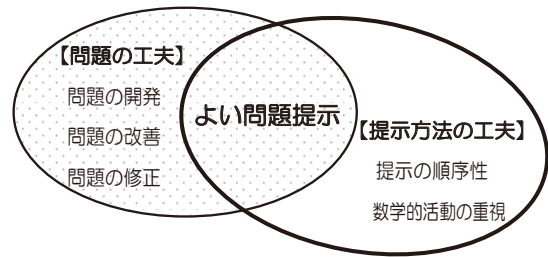 【問題の工夫】
問題の開発
問題の改善
問題の修正
よい問題提示
【提示方法の工夫】
提示の順序性
数学的活動の重視